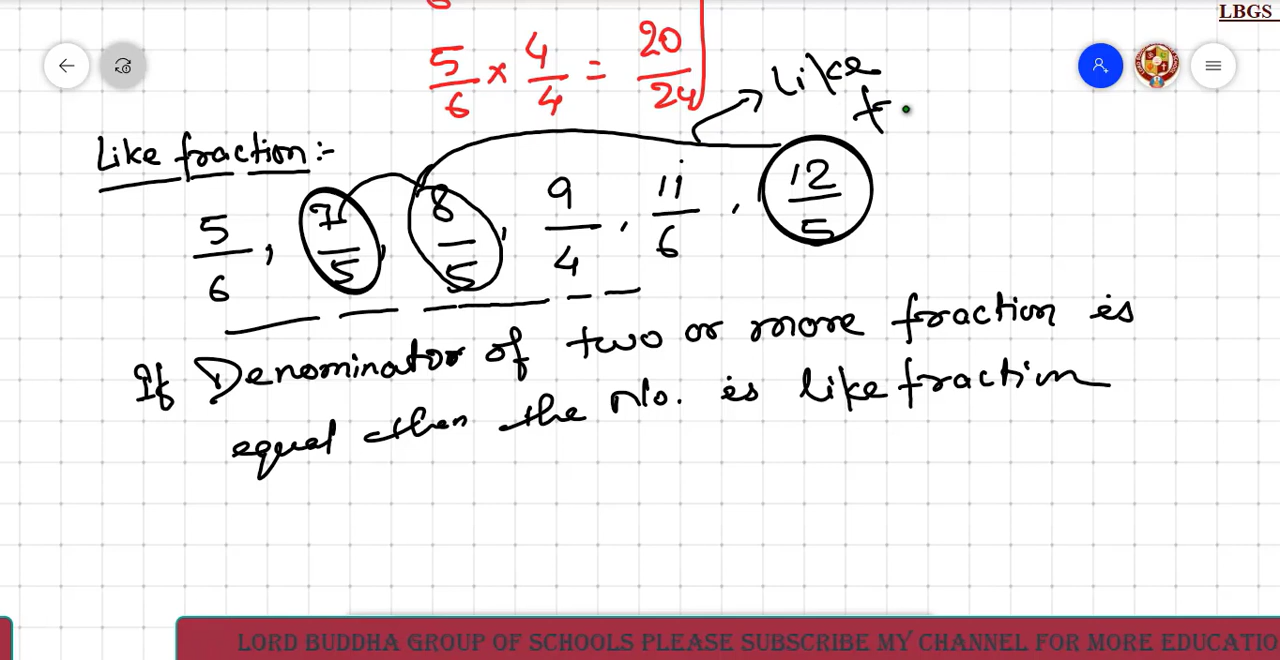 LBGS
5/6 × 4/4 = 20/24
Like f
Like fraction:-
5/6, 7/5, 8/5, 9/4, 11/6, 12/5
If Denominator of two or more fraction is
equal then the No. is like fraction
LORD BUDDHA GROUP OF SCHOOLS PLEASE SUBSCRIBE MY CHANNEL FOR MORE EDUCATIO